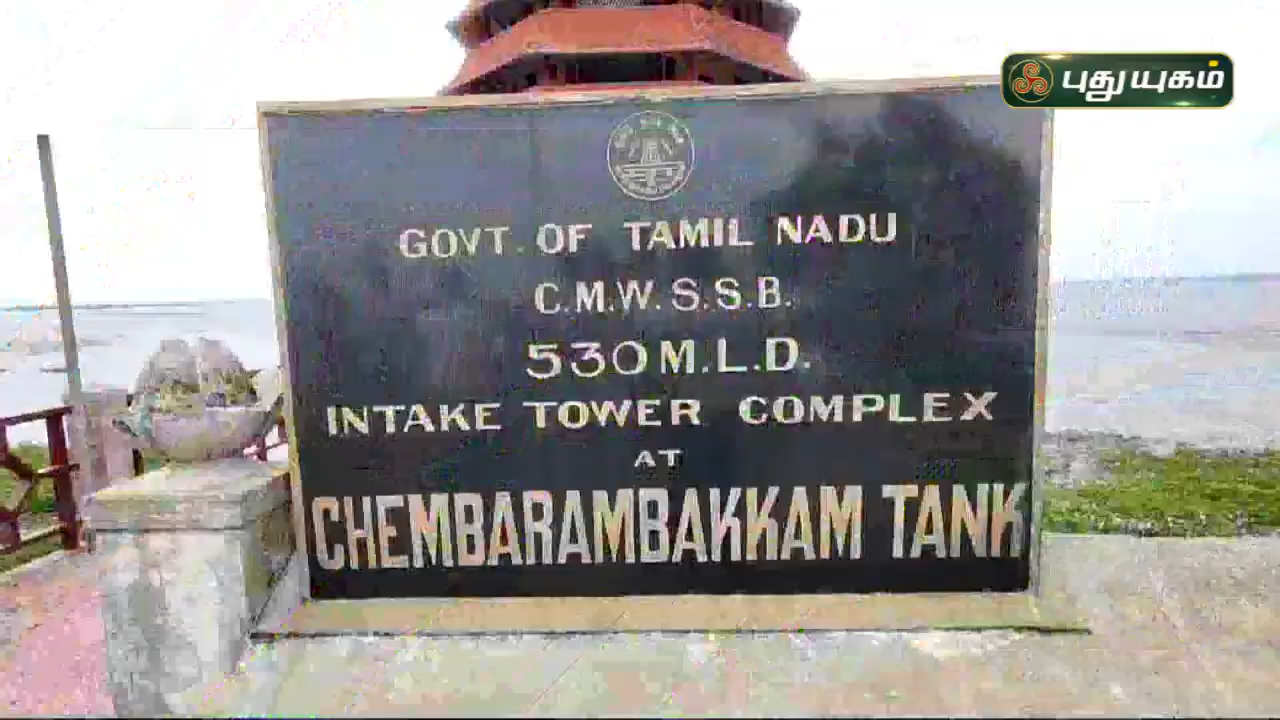 புதுயுகம்
GOVT. OF TAMIL NADU
C.M.W.S.S.B.
530 M.L.D.
INTAKE TOWER COMPLEX
AT
CHEMBARAMBAKKAM TANK